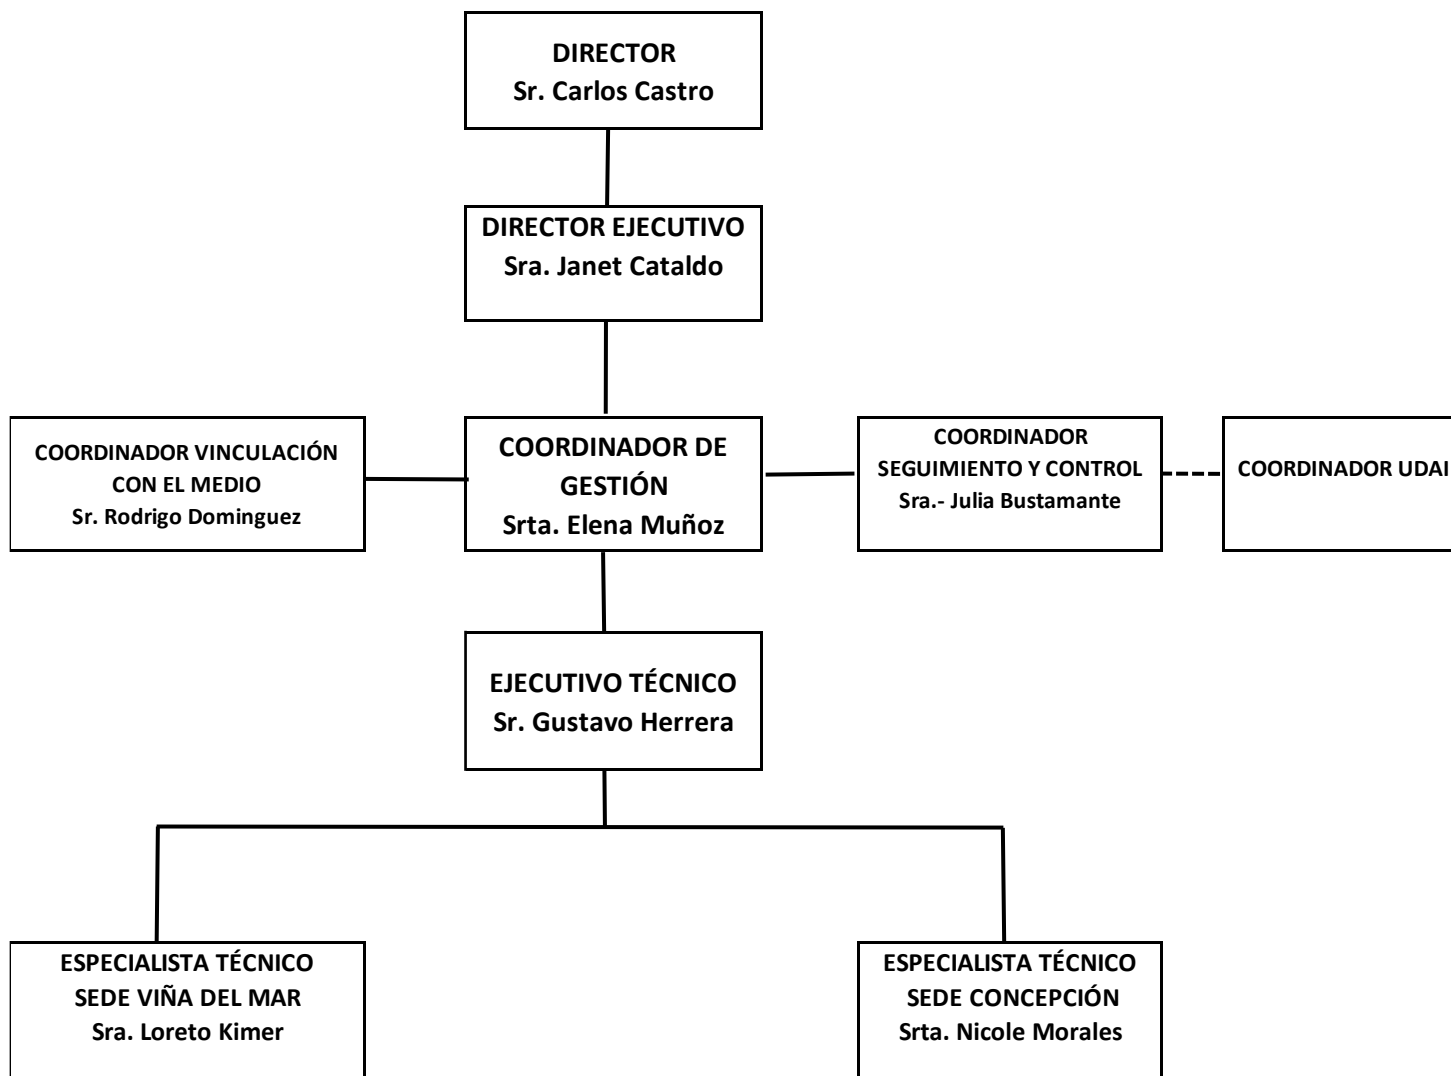 DIRECTOR
Sr. Carlos Castro
DIRECTOR EJECUTIVO
Sra. Janet Cataldo
COORDINADOR VINCULACIÓN
CON EL MEDIO
Sr. Rodrigo Dominguez
COORDINADOR DE
GESTIÓN
Srta. Elena Muñoz
COORDINADOR
SEGUIMIENTO Y CONTROL
Sra.- Julia Bustamante
COORDINADOR UDAI
EJECUTIVO TÉCNICO
Sr. Gustavo Herrera
ESPECIALISTA TÉCNICO
SEDE VIÑA DEL MAR
Sra. Loreto Kimer
ESPECIALISTA TÉCNICO
SEDE CONCEPCIÓN
Srta. Nicole Morales